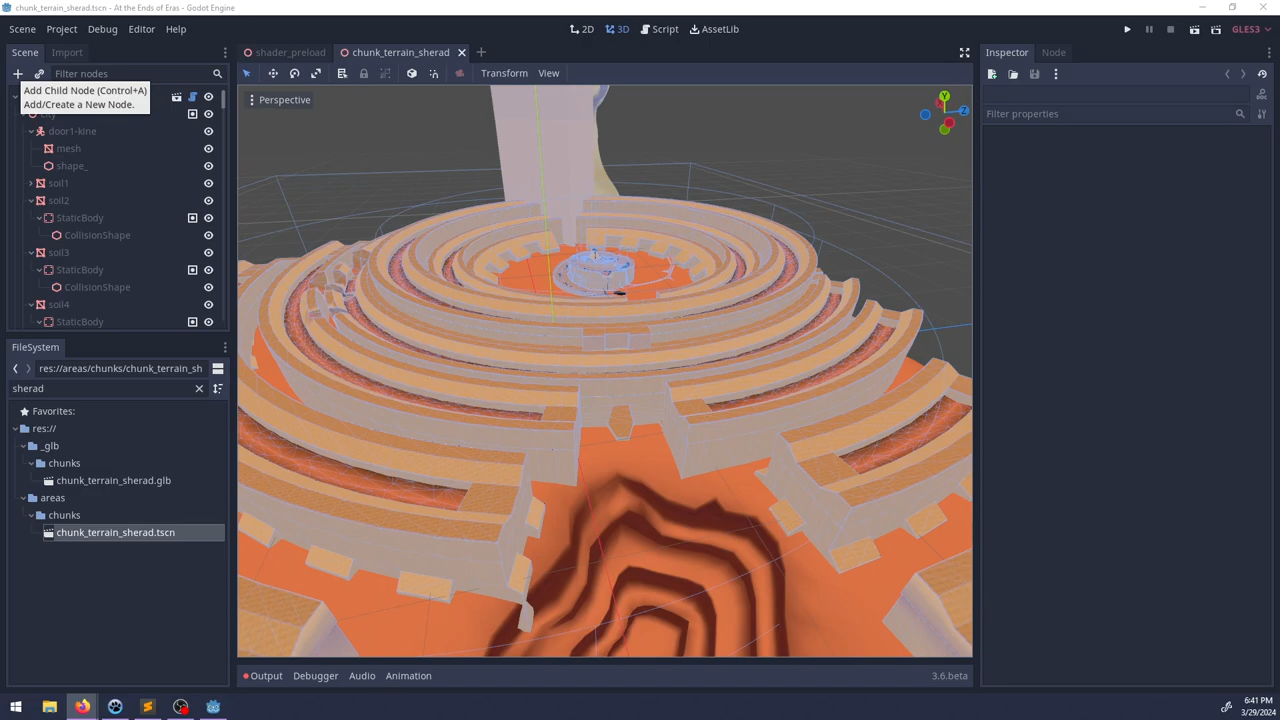 chunk_terrain_sherad.tscn - At the Ends of Eras - Godot Engine
Scene Project Debug Editor Help
2D 3D Script AssetLib
GLES3
Scene Import
shader_preload chunk_terrain_sherad
Inspector Node
Filter nodes
Transform View
Add Child Node (Control+A)
Add/Create a New Node.
Perspective
Y
Z
Filter properties
door1-kine
mesh
shape_
soil1
soil2
StaticBody
CollisionShape
soil3
StaticBody
CollisionShape
soil4
StaticBody
FileSystem
res://areas/chunks/chunk_terrain_sh
sherad
Favorites:
res://
_glb
chunks
chunk_terrain_sherad.glb
areas
chunks
chunk_terrain_sherad.tscn
Output Debugger Audio Animation
3.6.beta
6:41 PM
3/29/2024